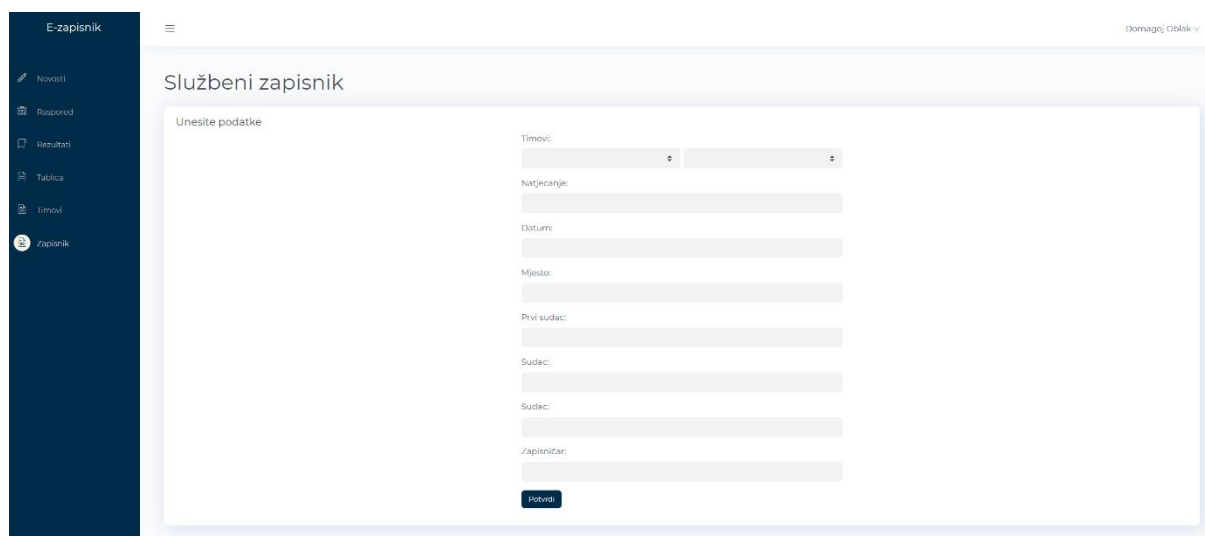 E-zapisnik
Domagoj Oblak
Novosti
Raspored
Rezultati
Tablica
Timovi
Zapisnik
Službeni zapisnik
Unesite podatke
Timovi:
Natjecanje:
Datum:
Mjesto:
Prvi sudac:
Sudac:
Sudac:
Zapisničar:
Potvrdi